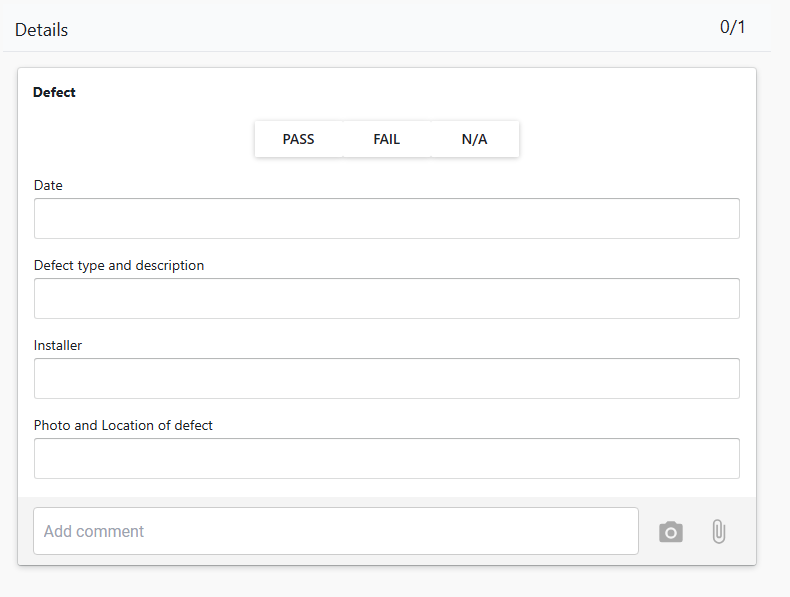 Details 0/1
Defect
PASS FAIL N/A
Date
Defect type and description
Installer
Photo and Location of defect
Add comment